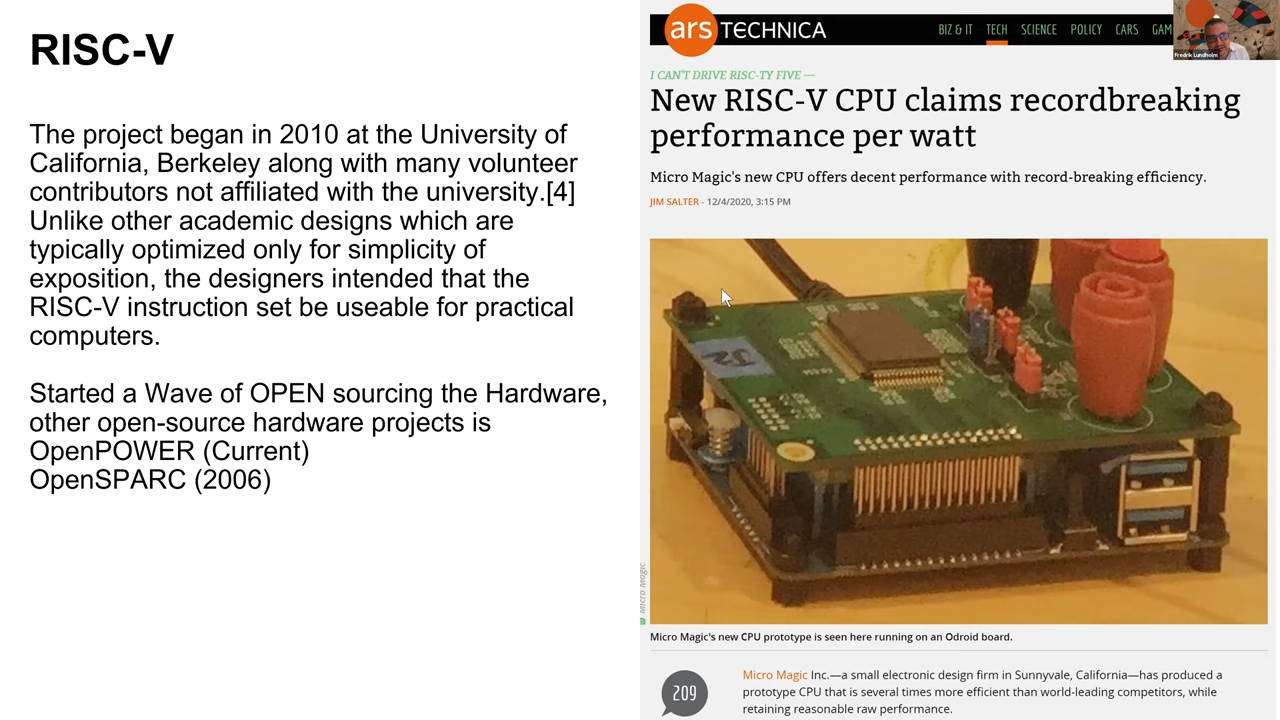 RISC-V
The project began in 2010 at the University of
California, Berkeley along with many volunteer
contributors not affiliated with the university.[4]
Unlike other academic designs which are
typically optimized only for simplicity of
exposition, the designers intended that the
RISC-V instruction set be useable for practical
computers.
Started a Wave of OPEN sourcing the Hardware,
other open-source hardware projects is
OpenPOWER (Current)
OpenSPARC (2006)
ars TECHNICA
BIZ & IT TECH SCIENCE POLICY CARS GAM
Fredrik Lundholm
I CAN'T DRIVE RISC-TY FIVE —
New RISC-V CPU claims recordbreaking
performance per watt
Micro Magic's new CPU offers decent performance with record-breaking efficiency.
JIM SALTER - 12/4/2020, 3:15 PM
J2
Micro Magic
Micro Magic's new CPU prototype is seen here running on an Odroid board.
209
Micro Magic Inc.—a small electronic design firm in Sunnyvale, California—has produced a
prototype CPU that is several times more efficient than world-leading competitors, while
retaining reasonable raw performance.